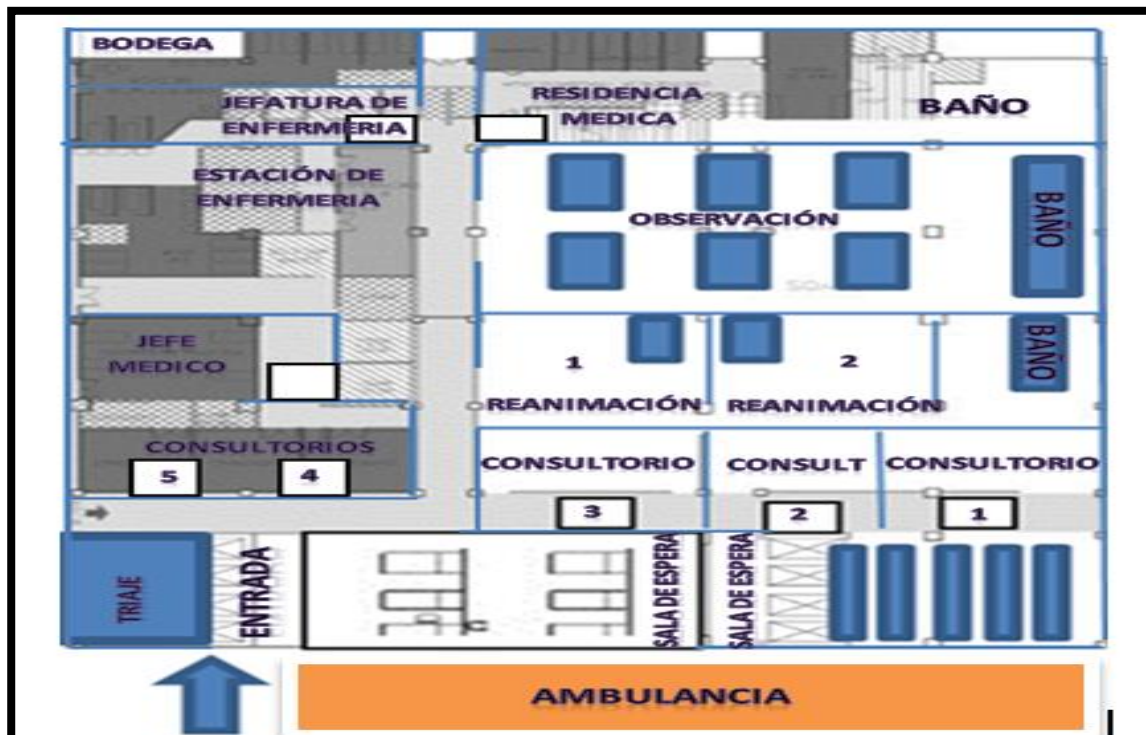 BODEGA
JEFATURA DE
ENFERMERIA
RESIDENCIA
MEDICA
BAÑO
ESTACIÓN DE
ENFERMERIA
OBSERVACIÓN
BAÑO
JEFE
MEDICO
1
REANIMACIÓN
2
REANIMACIÓN
BAÑO
CONSULTORIOS
5
4
CONSULTORIO
3
CONSULT
2
CONSULTORIO
1
TRIAJE
ENTRADA
SALA DE ESPERA
SALA DE ESPERA
AMBULANCIA